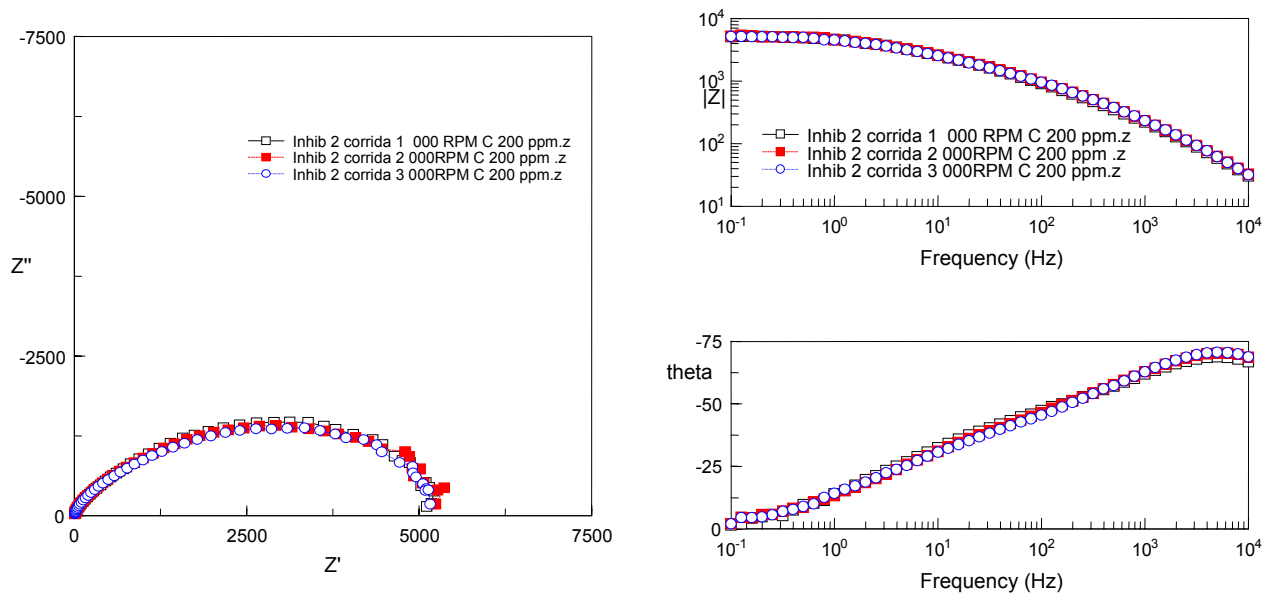 -7500
-5000
-2500
0
Z''
Inhib 2 corrida 1  000 RPM C 200 ppm.z
Inhib 2 corrida 2 000RPM C 200 ppm .z
Inhib 2 corrida 3 000RPM C 200 ppm.z
0
2500
5000
7500
Z'
10^4
10^3
10^2
10^1
|Z|
Inhib 2 corrida 1  000 RPM C 200 ppm.z
Inhib 2 corrida 2 000RPM C 200 ppm .z
Inhib 2 corrida 3 000RPM C 200 ppm.z
10^-1
10^0
10^1
10^2
10^3
10^4
Frequency (Hz)
-75
-50
-25
0
theta
10^-1
10^0
10^1
10^2
10^3
10^4
Frequency (Hz)